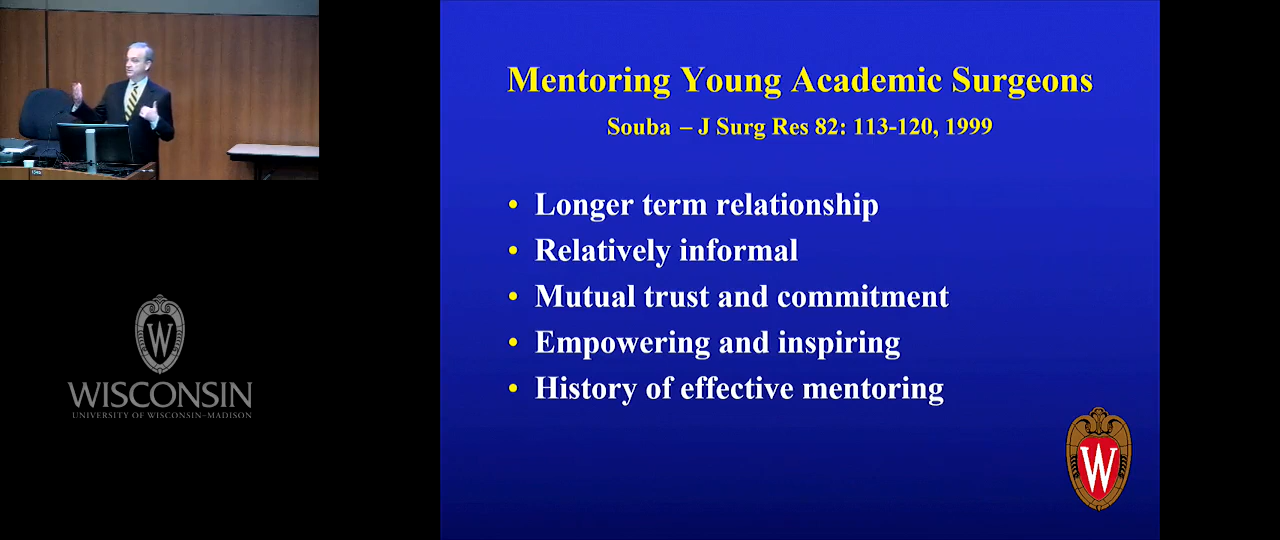 Mentoring Young Academic Surgeons
Souba – J Surg Res 82: 113-120, 1999
• Longer term relationship
• Relatively informal
• Mutual trust and commitment
• Empowering and inspiring
• History of effective mentoring
W
W
WISCONSIN
UNIVERSITY OF WISCONSIN–MADISON